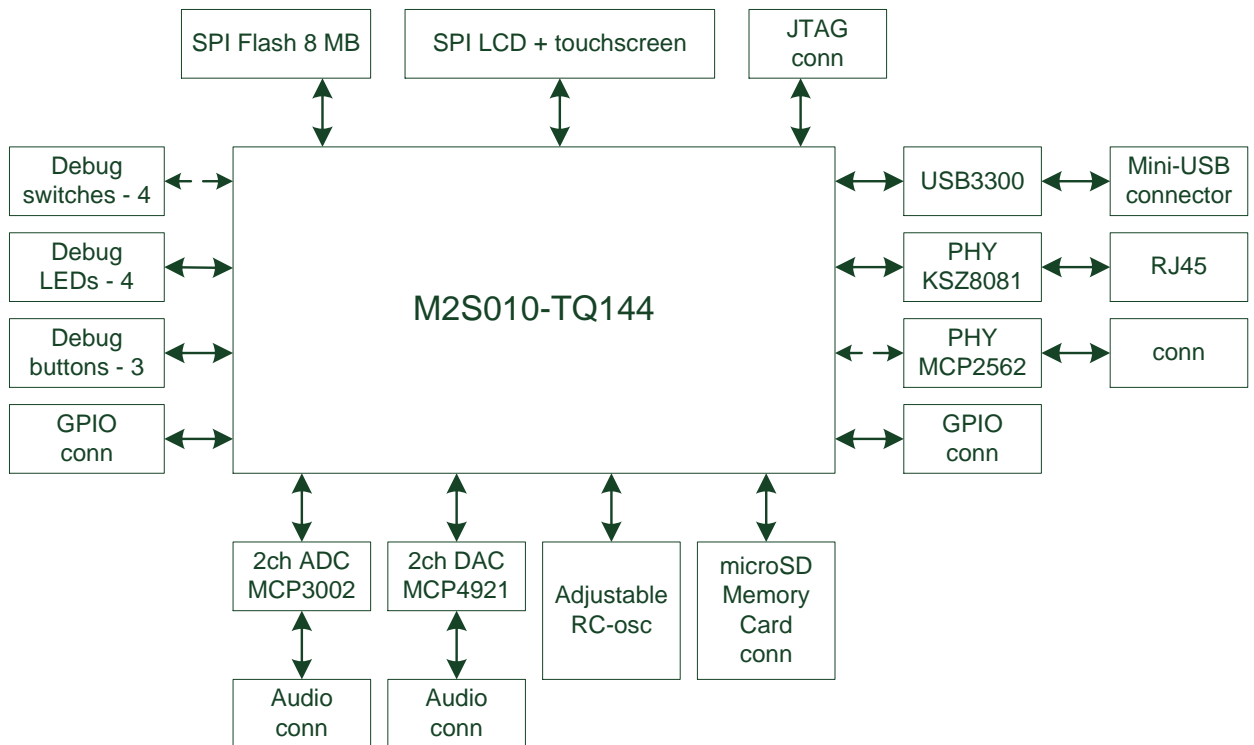 SPI Flash 8 MB
SPI LCD + touchscreen
JTAG
conn
Debug
switches - 4
Debug
LEDs - 4
Debug
buttons - 3
GPIO
conn
M2S010-TQ144
USB3300
Mini-USB
connector
PHY
KSZ8081
RJ45
PHY
MCP2562
conn
GPIO
conn
2ch ADC
MCP3002
2ch DAC
MCP4921
Adjustable
RC-osc
microSD
Memory
Card
conn
Audio
conn
Audio
conn